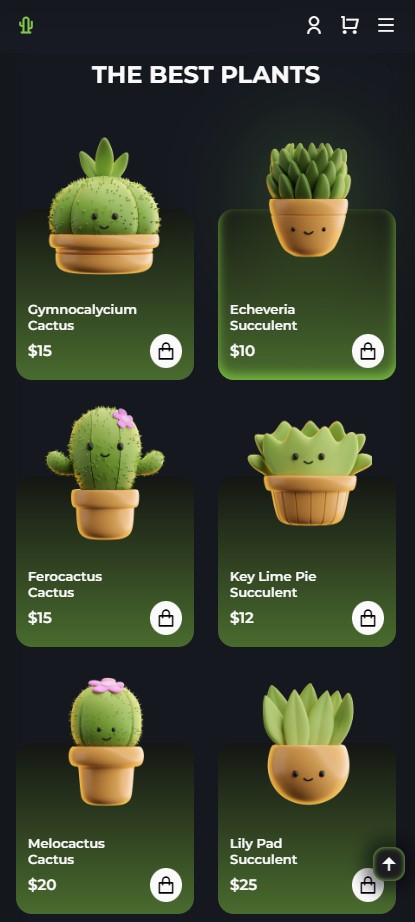 THE BEST PLANTS
Gymnocalycium
Cactus
$15
Echeveria
Succulent
$10
Ferocactus
Cactus
$15
Key Lime Pie
Succulent
$12
Melocactus
Cactus
$20
Lily Pad
Succulent
$25